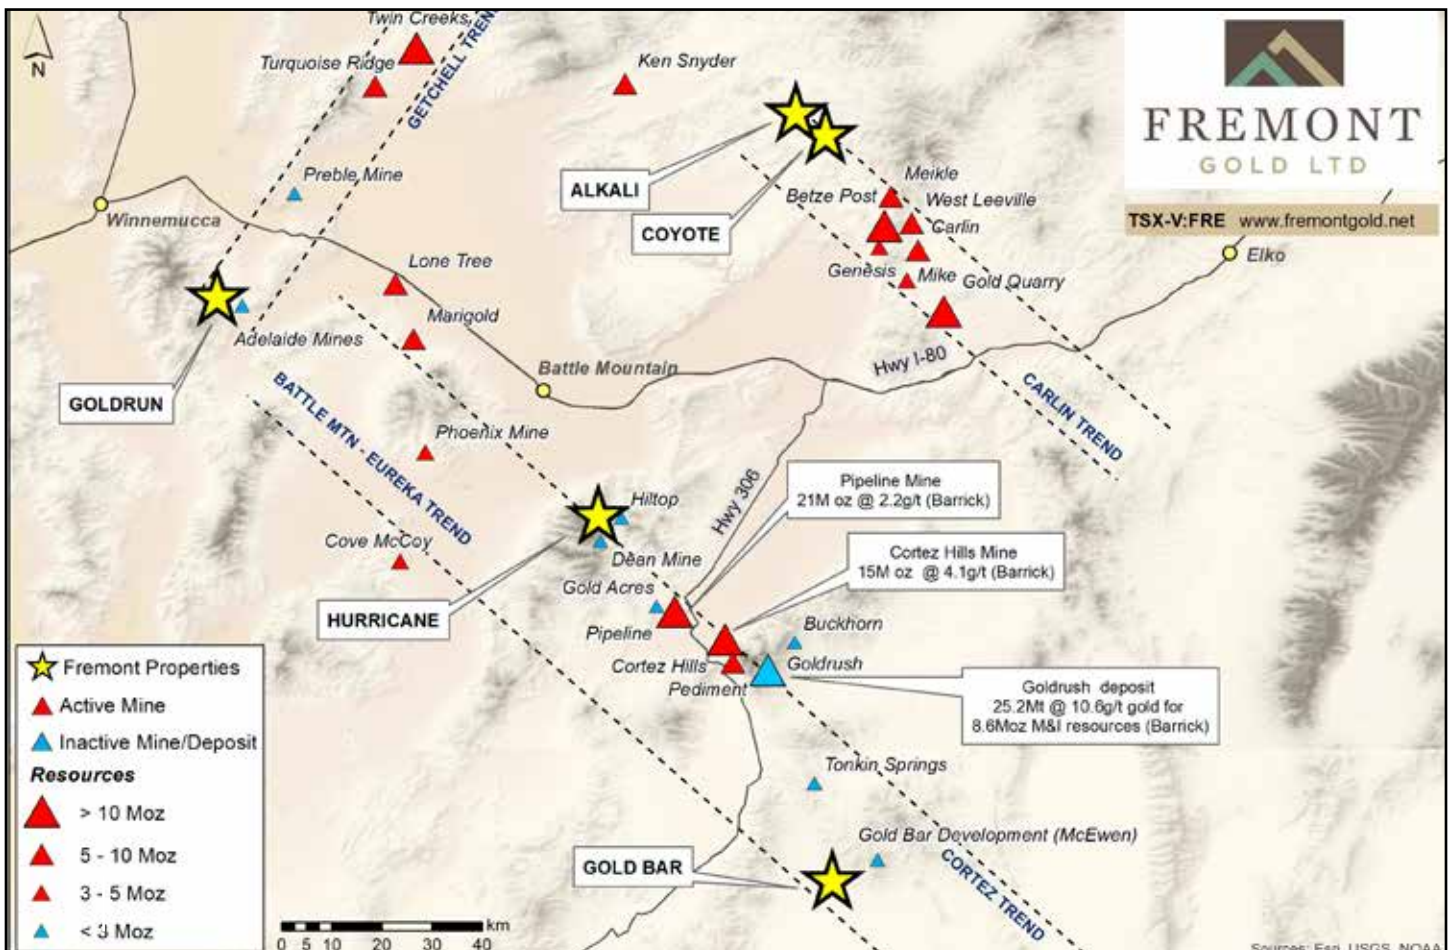 Twin Creeks
Turquoise Ridge
GETCHELL TREND
Ken Snyder
N
FREMONT
GOLD LTD
TSX-V:FRE www.fremontgold.net
Preble Mine
Winnemucca
ALKALI
COYOTE
Meikle
Betze Post
West Leeville
Carlin
Genesis
Mike
Gold Quarry
Elko
Lone Tree
Marigold
Adelaide Mines
GOLDRUN
Battle Mountain
Hwy I-80
CARLIN TREND
BATTLE MTN - EUREKA TREND
Phoenix Mine
Hwy 306
Pipeline Mine
21M oz @ 2.2g/t (Barrick)
Hiltop
Cove McCoy
Dean Mine
Cortez Hills Mine
15M oz @ 4.1g/t (Barrick)
Gold Acres
HURRICANE
Pipeline
Buckhorn
Cortez Hills
Goldrush
Pediment
Goldrush deposit
25.2Mt @ 10.6g/t gold for
8.6Moz M&I resources (Barrick)
Tonkin Springs
Gold Bar Development (McEwen)
GOLD BAR
CORTEZ TREND
Fremont Properties
Active Mine
Inactive Mine/Deposit
Resources
> 10 Moz
5 - 10 Moz
3 - 5 Moz
< 3 Moz
km
0 5 10 20 30 40
Sources: Esri, USGS, NOAA